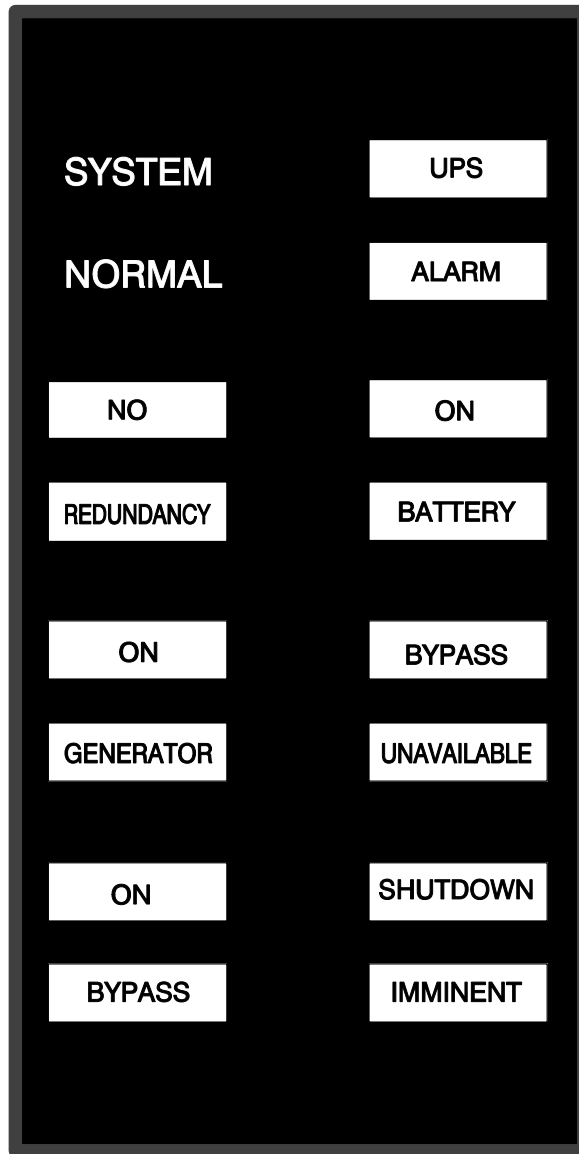 SYSTEM
NORMAL
UPS
ALARM
NO
REDUNDANCY
ON
BATTERY
ON
GENERATOR
BYPASS
UNAVAILABLE
ON
BYPASS
SHUTDOWN
IMMINENT